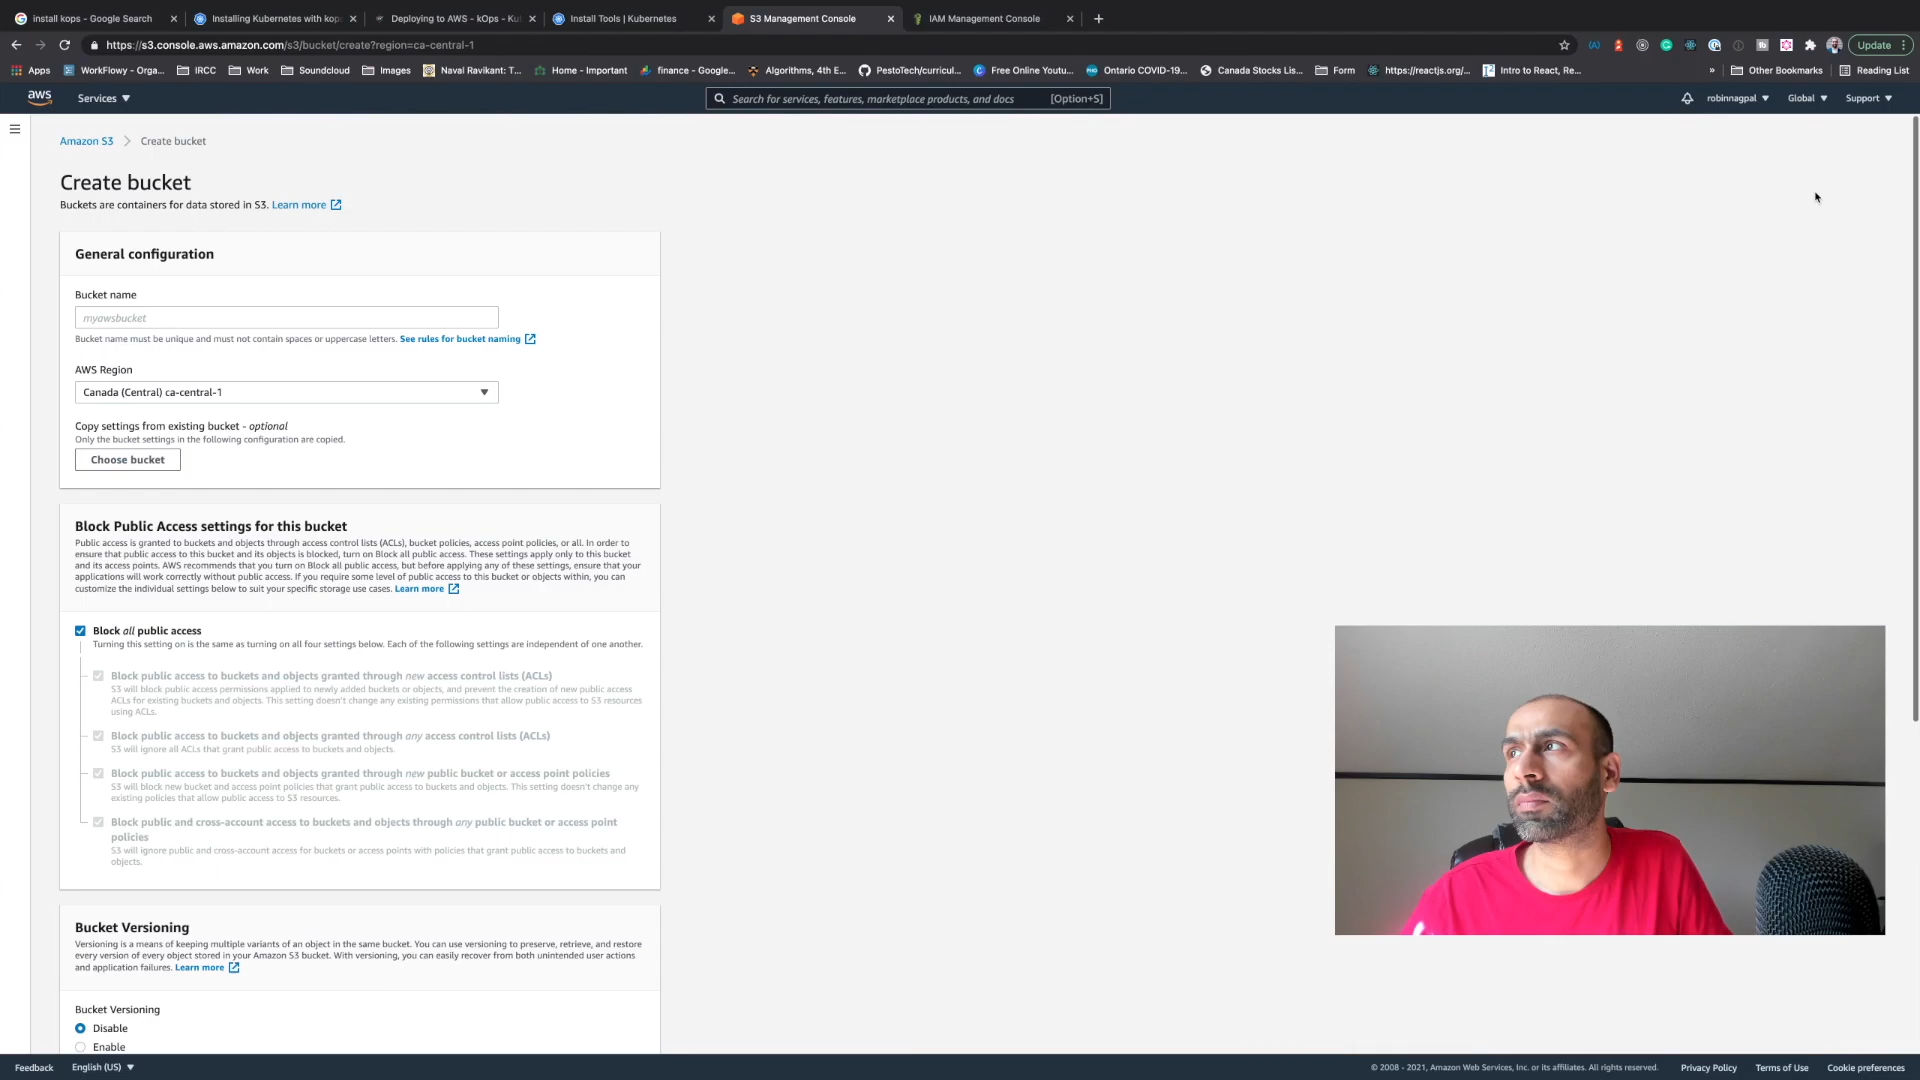 install kops - Google Search
Installing Kubernetes with kop
Deploying to AWS - kOps - Ku
Install Tools | Kubernetes
S3 Management Console
IAM Management Console
https://s3.console.aws.amazon.com/s3/bucket/create?region=ca-central-1
Update
Apps
WorkFlowy - Orga...
IRCC
Work
Soundcloud
Images
Naval Ravikant: T...
Home - Important
finance - Google...
Algorithms, 4th E...
PestoTech/curricul...
Free Online Youtu...
Ontario COVID-19...
Canada Stocks Lis...
Form
https://reactjs.org/...
Intro to React, Re...
»
Other Bookmarks
Reading List
aws
Services
Search for services, features, marketplace products, and docs
[Option+S]
robinnagpal
Global
Support
Amazon S3
Create bucket
Create bucket
Buckets are containers for data stored in S3. Learn more
General configuration
Bucket name
myawsbucket
Bucket name must be unique and must not contain spaces or uppercase letters. See rules for bucket naming
AWS Region
Canada (Central) ca-central-1
Copy settings from existing bucket - optional
Only the bucket settings in the following configuration are copied.
Choose bucket
Block Public Access settings for this bucket
Public access is granted to buckets and objects through access control lists (ACLs), bucket policies, access point policies, or all. In order to
ensure that public access to this bucket and its objects is blocked, turn on Block all public access. These settings apply only to this bucket
and its access points. AWS recommends that you turn on Block all public access, but before applying any of these settings, ensure that your
applications will work correctly without public access. If you require some level of public access to this bucket or objects within, you can
customize the individual settings below to suit your specific storage use cases. Learn more
Block all public access
Turning this setting on is the same as turning on all four settings below. Each of the following settings are independent of one another.
Block public access to buckets and objects granted through new access control lists (ACLs)
S3 will block public access permissions applied to newly added buckets or objects, and prevent the creation of new public access
ACLs for existing buckets and objects. This setting doesn't change any existing permissions that allow public access to S3 resources
using ACLs.
Block public access to buckets and objects granted through any access control lists (ACLs)
S3 will ignore all ACLs that grant public access to buckets and objects.
Block public access to buckets and objects granted through new public bucket or access point policies
S3 will block new bucket and access point policies that grant public access to buckets and objects. This setting doesn't change any
existing policies that allow public access to S3 resources.
Block public and cross-account access to buckets and objects through any public bucket or access point
policies
S3 will ignore public and cross-account access for buckets or access points with policies that grant public access to buckets and
objects.
Bucket Versioning
Versioning is a means of keeping multiple variants of an object in the same bucket. You can use versioning to preserve, retrieve, and restore
every version of every object stored in your Amazon S3 bucket. With versioning, you can easily recover from both unintended user actions
and application failures. Learn more
Bucket Versioning
Disable
Enable
Feedback
English (US)
© 2008 - 2021, Amazon Web Services, Inc. or its affiliates. All rights reserved.
Privacy Policy
Terms of Use
Cookie preferences